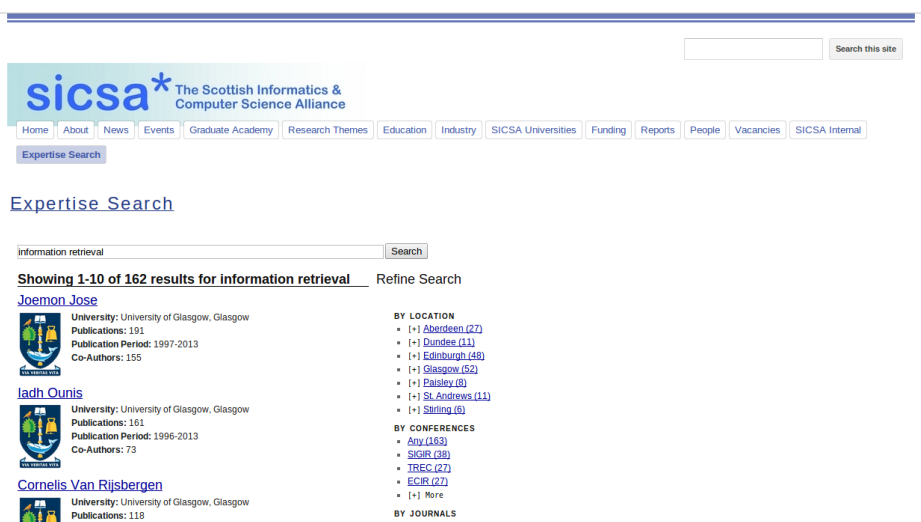 Search this site
sicsa* The Scottish Informatics &
Computer Science Alliance
Home About News Events Graduate Academy Research Themes Education Industry SICSA Universities Funding Reports People Vacancies SICSA Internal
Expertise Search
Expertise Search
information retrieval Search
Showing 1-10 of 162 results for information retrieval
Joemon Jose
VIA VERITAS VITA
University: University of Glasgow, Glasgow
Publications: 191
Publication Period: 1997-2013
Co-Authors: 155
Iadh Ounis
VIA VERITAS VITA
University: University of Glasgow, Glasgow
Publications: 161
Publication Period: 1996-2013
Co-Authors: 73
Cornelis Van Rijsbergen
University: University of Glasgow, Glasgow
Publications: 118
Refine Search
BY LOCATION
[+] Aberdeen (27)
[+] Dundee (11)
[+] Edinburgh (48)
[+] Glasgow (52)
[+] Paisley (8)
[+] St. Andrews (11)
[+] Stirling (6)
BY CONFERENCES
Any (163)
SIGIR (38)
TREC (27)
ECIR (27)
[+] More
BY JOURNALS